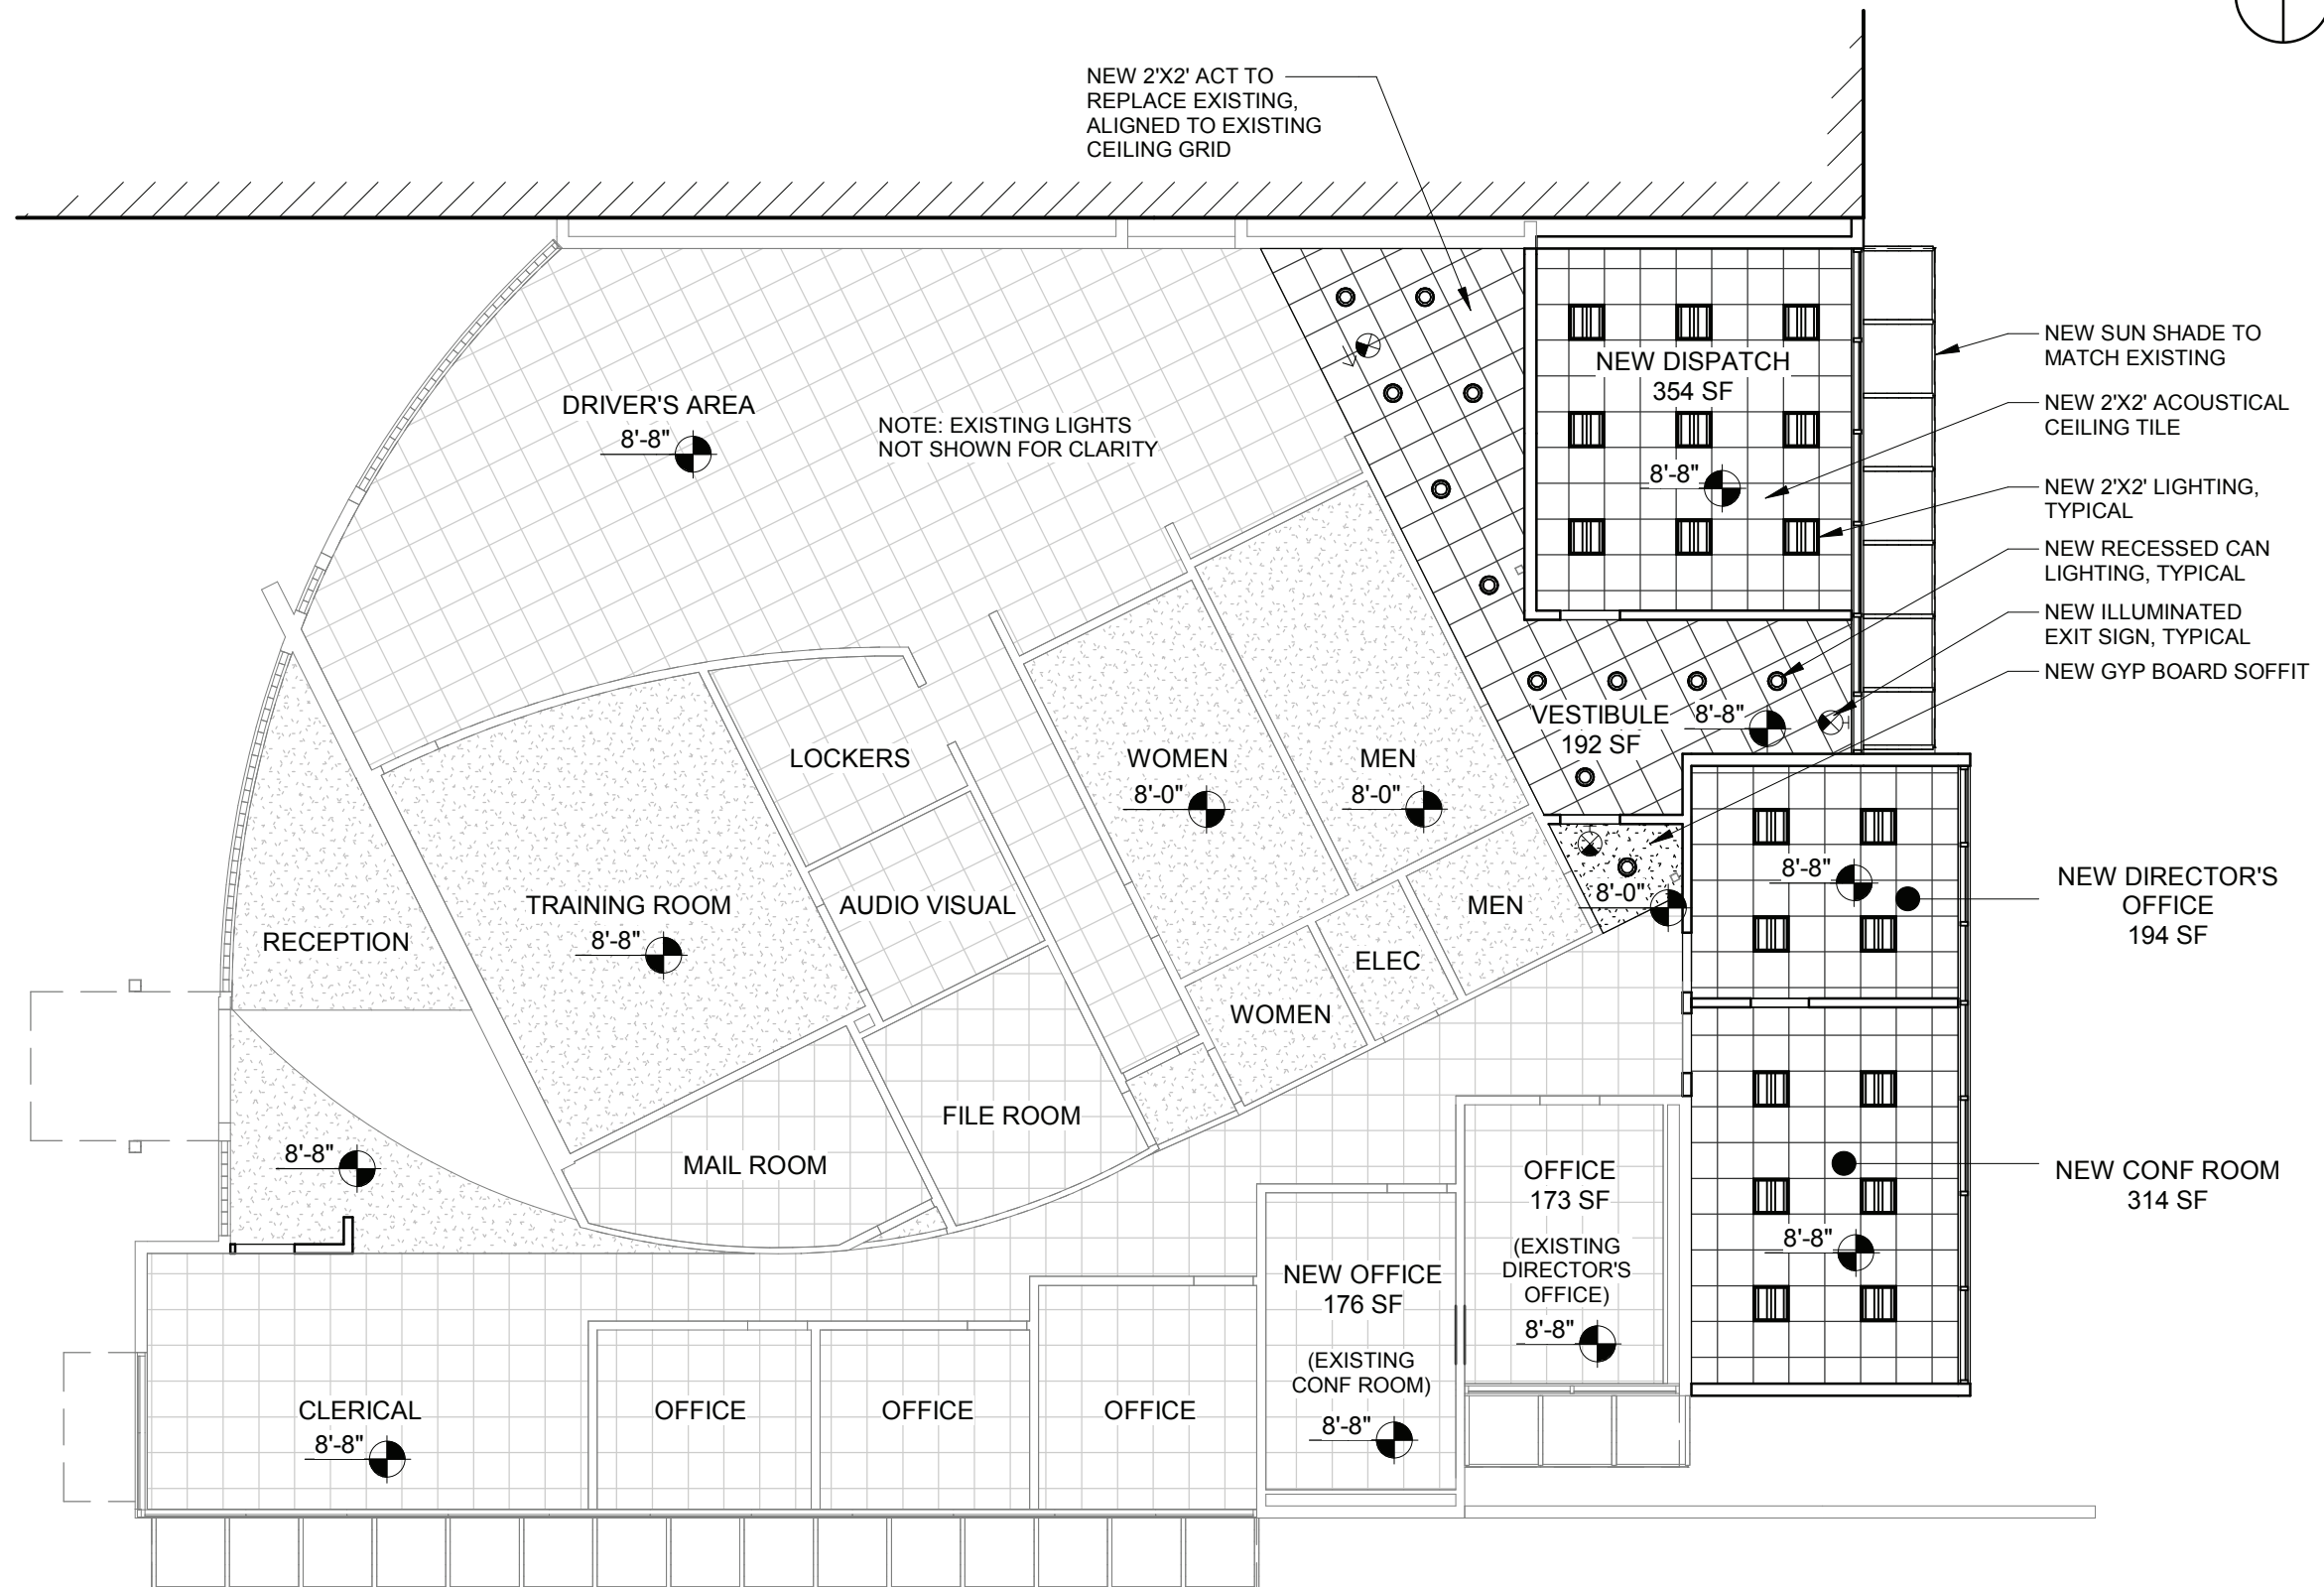 NEW 2'X2' ACT TO
REPLACE EXISTING,
ALIGNED TO EXISTING
CEILING GRID
NEW SUN SHADE TO
MATCH EXISTING
NEW DISPATCH
354 SF
8'-8"
NEW 2'X2' ACOUSTICAL
CEILING TILE
DRIVER'S AREA
8'-8"
NOTE: EXISTING LIGHTS
NOT SHOWN FOR CLARITY
NEW 2'X2' LIGHTING,
TYPICAL
NEW RECESSED CAN
LIGHTING, TYPICAL
NEW ILLUMINATED
EXIT SIGN, TYPICAL
NEW GYP BOARD SOFFIT
VESTIBULE
192 SF
8'-8"
LOCKERS
WOMEN
8'-0"
MEN
8'-0"
8'-8"
NEW DIRECTOR'S
OFFICE
194 SF
8'-0"
TRAINING ROOM
8'-8"
AUDIO VISUAL
MEN
RECEPTION
ELEC
WOMEN
FILE ROOM
MAIL ROOM
8'-8"
OFFICE
173 SF
(EXISTING
DIRECTOR'S
OFFICE)
8'-8"
NEW CONF ROOM
314 SF
8'-8"
NEW OFFICE
176 SF
(EXISTING
CONF ROOM)
8'-8"
CLERICAL
8'-8"
OFFICE
OFFICE
OFFICE